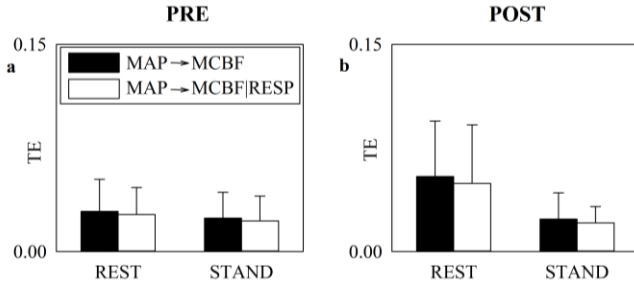 PRE
a
0.15
MAP→MCBF
MAP→MCBF|RESP
TE
0.00
REST STAND
POST
b
0.15
TE
0.00
REST STAND